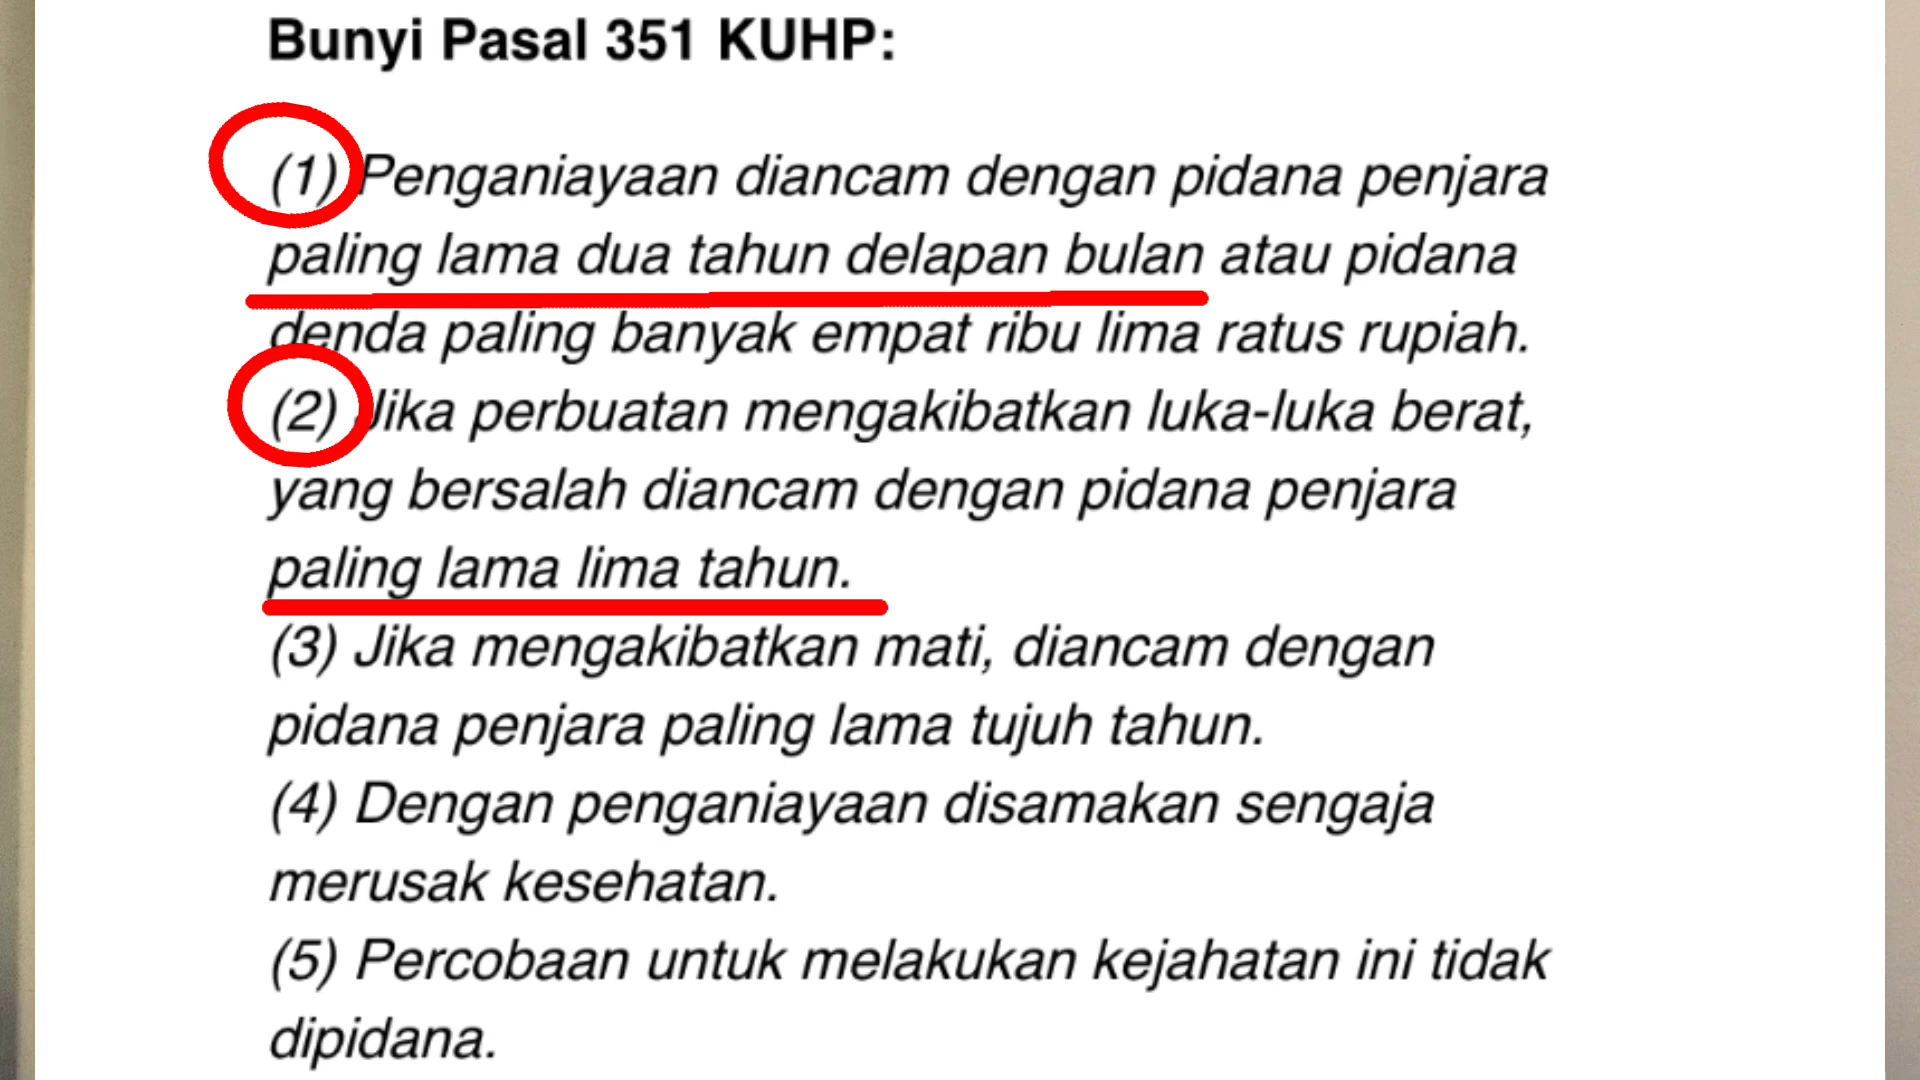 Bunyi Pasal 351 KUHP:
(1) Penganiayaan diancam dengan pidana penjara
paling lama dua tahun delapan bulan atau pidana
denda paling banyak empat ribu lima ratus rupiah.
(2) Jika perbuatan mengakibatkan luka-luka berat,
yang bersalah diancam dengan pidana penjara
paling lama lima tahun.
(3) Jika mengakibatkan mati, diancam dengan
pidana penjara paling lama tujuh tahun.
(4) Dengan penganiayaan disamakan sengaja
merusak kesehatan.
(5) Percobaan untuk melakukan kejahatan ini tidak
dipidana.